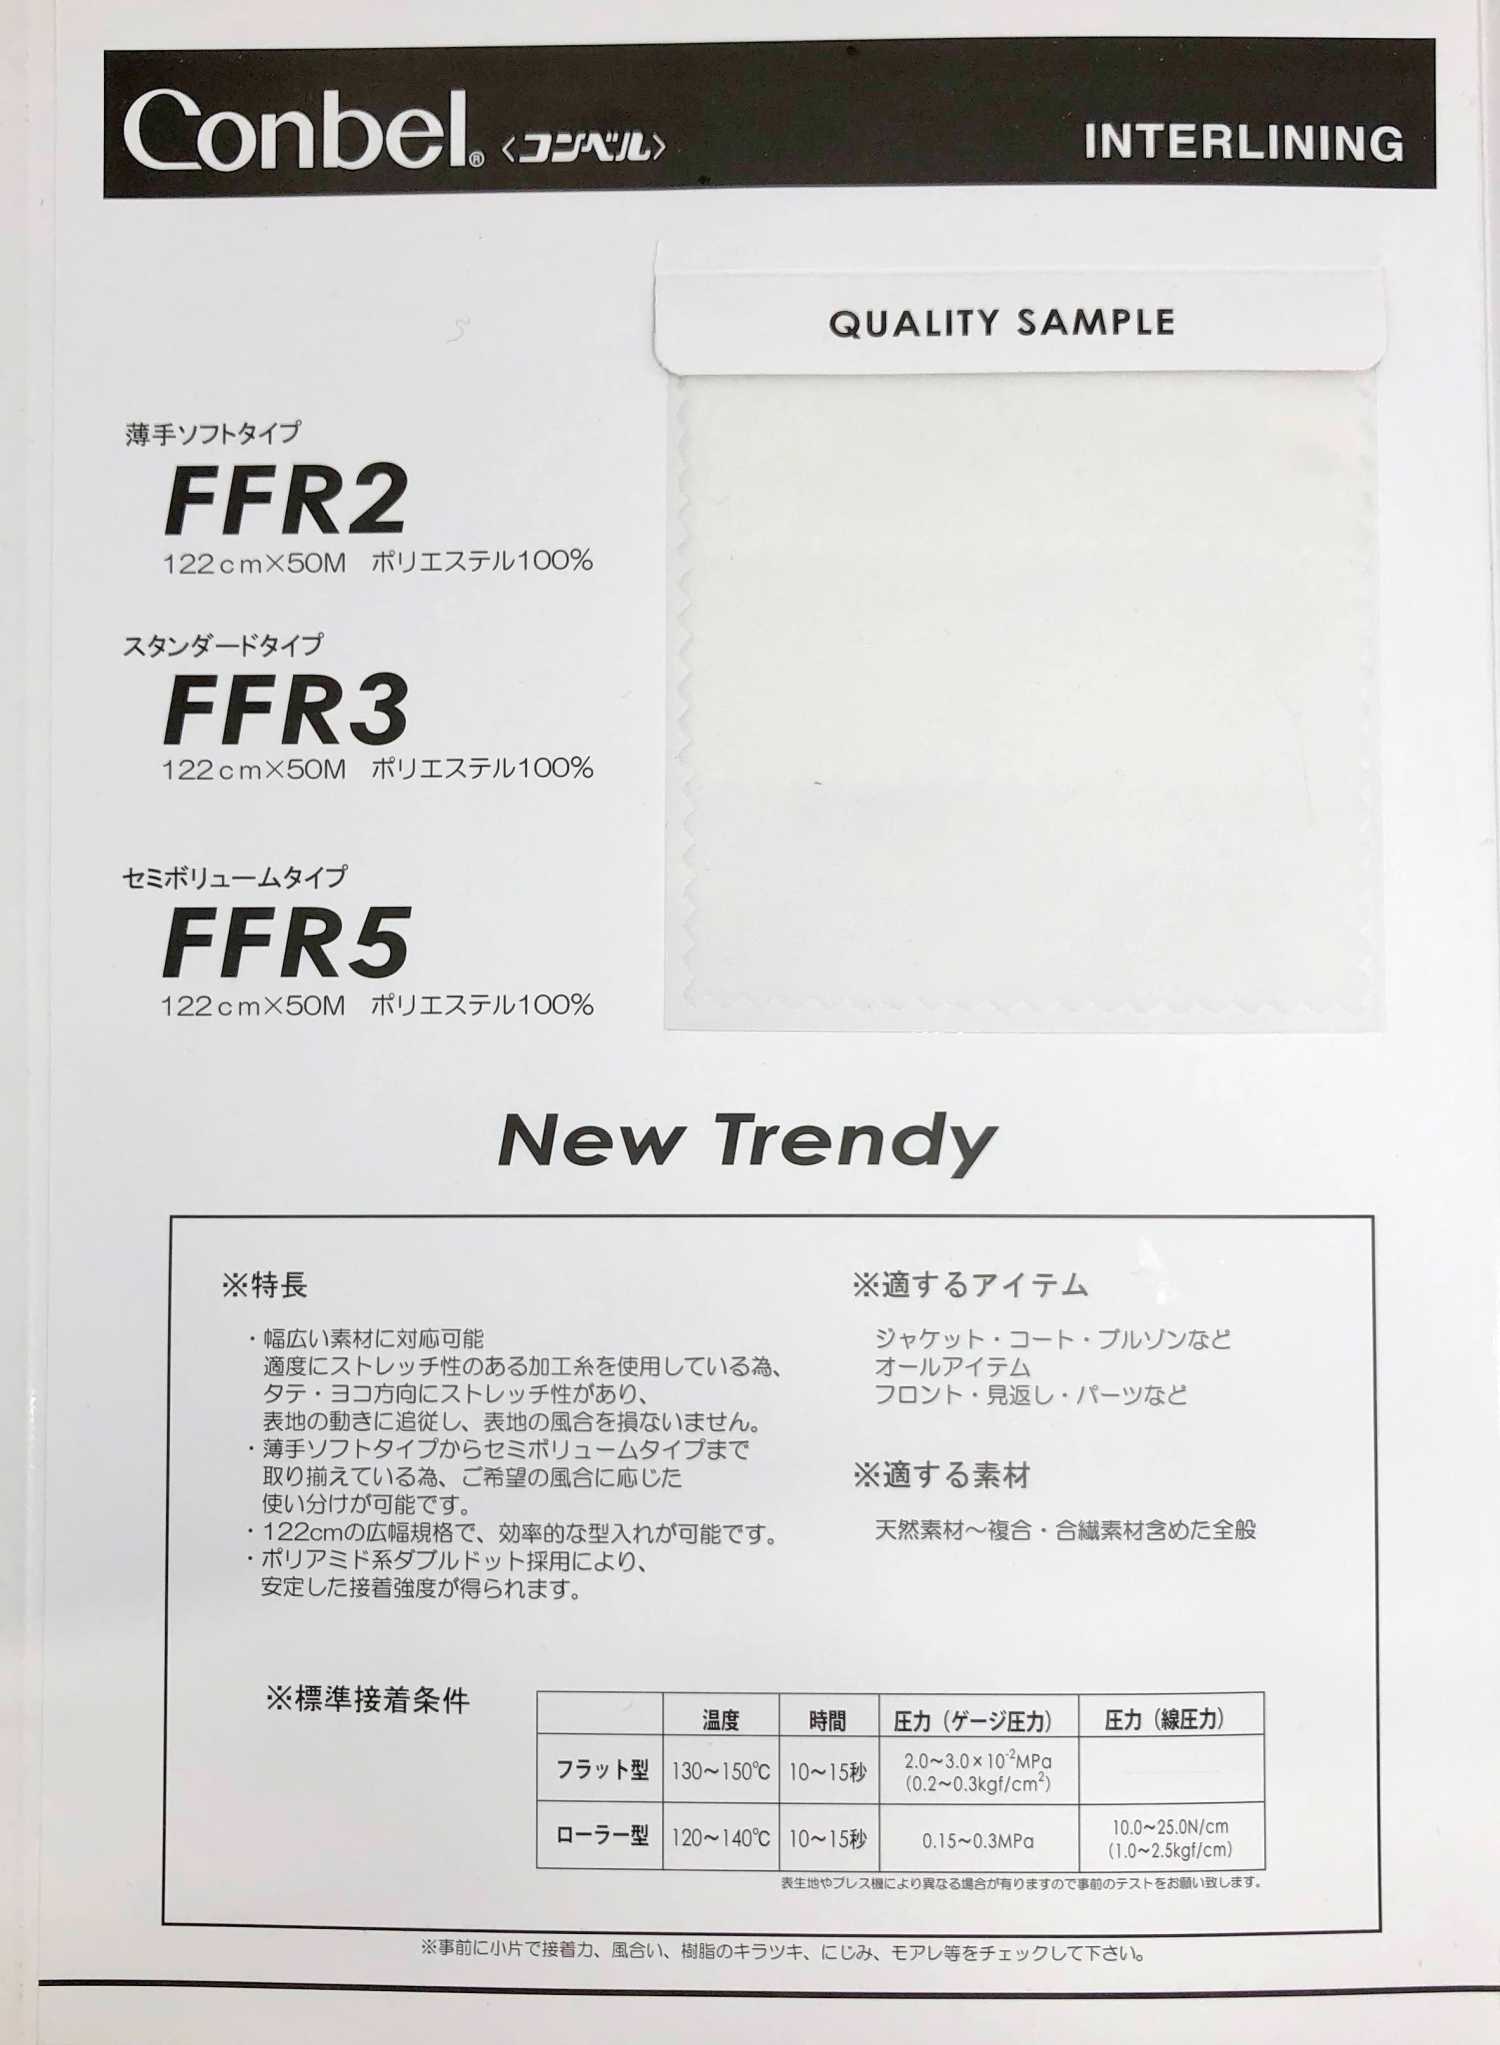 Conbel® 〈コンベル〉
INTERLINING
QUALITY SAMPLE
薄手ソフトタイプ
FFR2
122cm×50M ポリエステル100%
スタンダードタイプ
FFR3
122cm×50M ポリエステル100%
セミボリュームタイプ
FFR5
122cm×50M ポリエステル100%
New Trendy
※特長
・幅広い素材に対応可能
適度にストレッチ性のある加工糸を使用している為、
タテ・ヨコ方向にストレッチ性があり、
表地の動きに追従し、表地の風合を損ないません。
・薄手ソフトタイプからセミボリュームタイプまで
取り揃えている為、ご希望の風合に応じた
使い分けが可能です。
・122cmの広幅規格で、効率的な型入れが可能です。
・ポリアミド系ダブルドット採用により、
安定した接着強度が得られます。
※適するアイテム
ジャケット・コート・ブルゾンなど
オールアイテム
フロント・見返し・パーツなど
※適する素材
天然素材～複合・合繊素材含めた全般
※標準接着条件
温度 時間 圧力（ゲージ圧力） 圧力（線圧力）
フラット型 130～150℃ 10～15秒 2.0～3.0×10⁻²MPa
(0.2～0.3kgf/cm²)
ローラー型 120～140℃ 10～15秒 0.15～0.3MPa 10.0～25.0N/cm
(1.0～2.5kgf/cm)
表生地やプレス機により異なる場合が有りますので事前のテストをお願い致します。
※事前に小片で接着力、風合い、樹脂のキラツキ、にじみ、モアレ等をチェックして下さい。